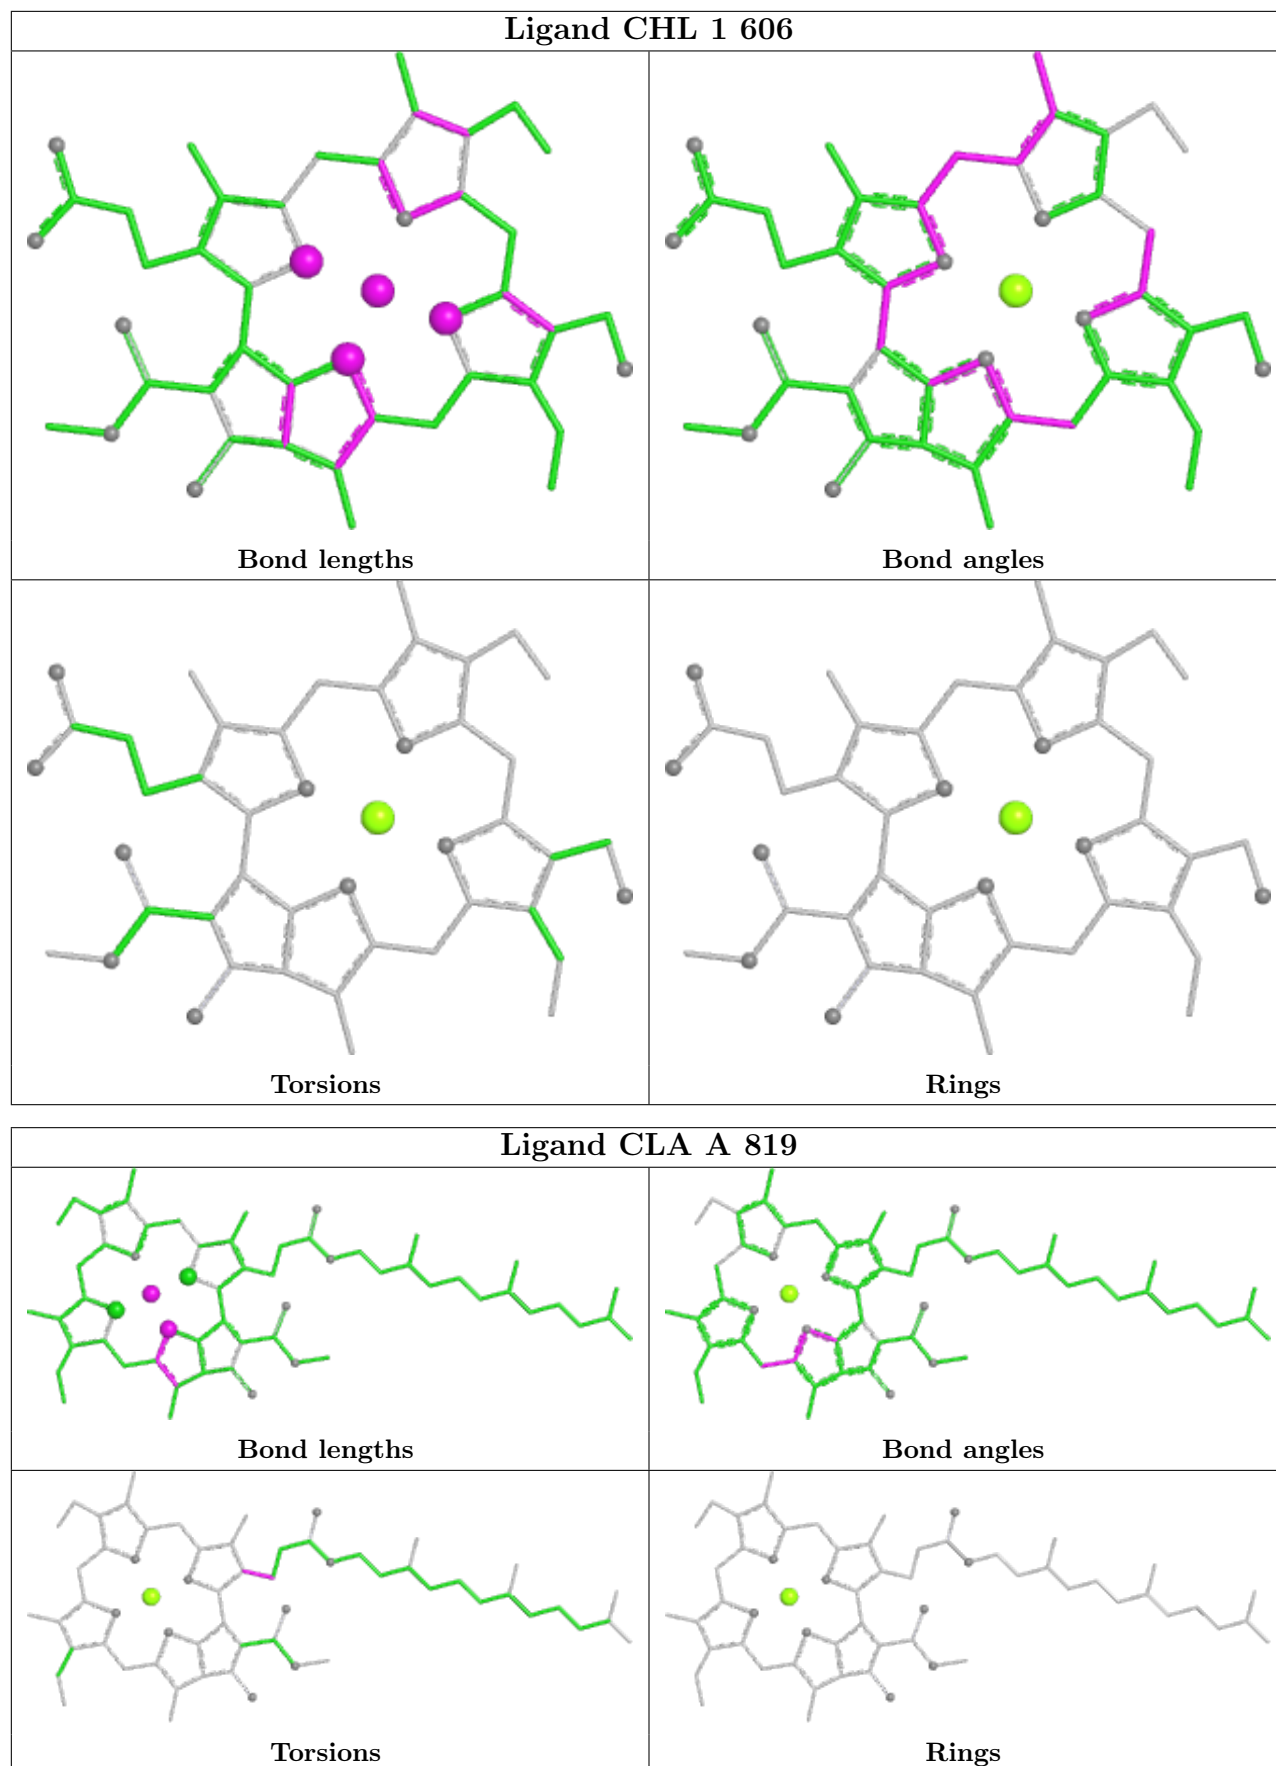 Ligand CHL 1 606
Bond lengths
Bond angles
Torsions
Rings
Ligand CLA A 819
Bond lengths
Bond angles
Torsions
Rings